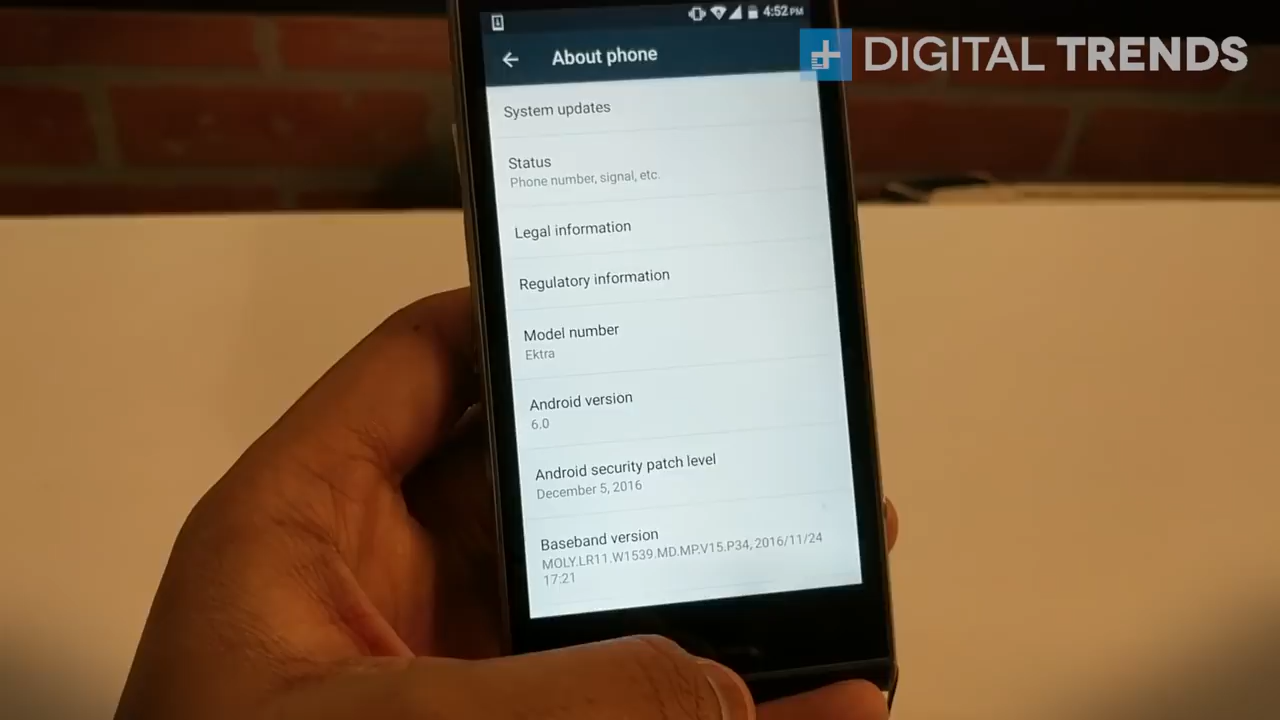 4:52 PM
About phone
DIGITAL TRENDS
System updates
Status
Phone number, signal, etc.
Legal information
Regulatory information
Model number
Ektra
Android version
6.0
Android security patch level
December 5, 2016
Baseband version
MOLY.LR11.W1539.MD.MP.V15.P34, 2016/11/24
17:21